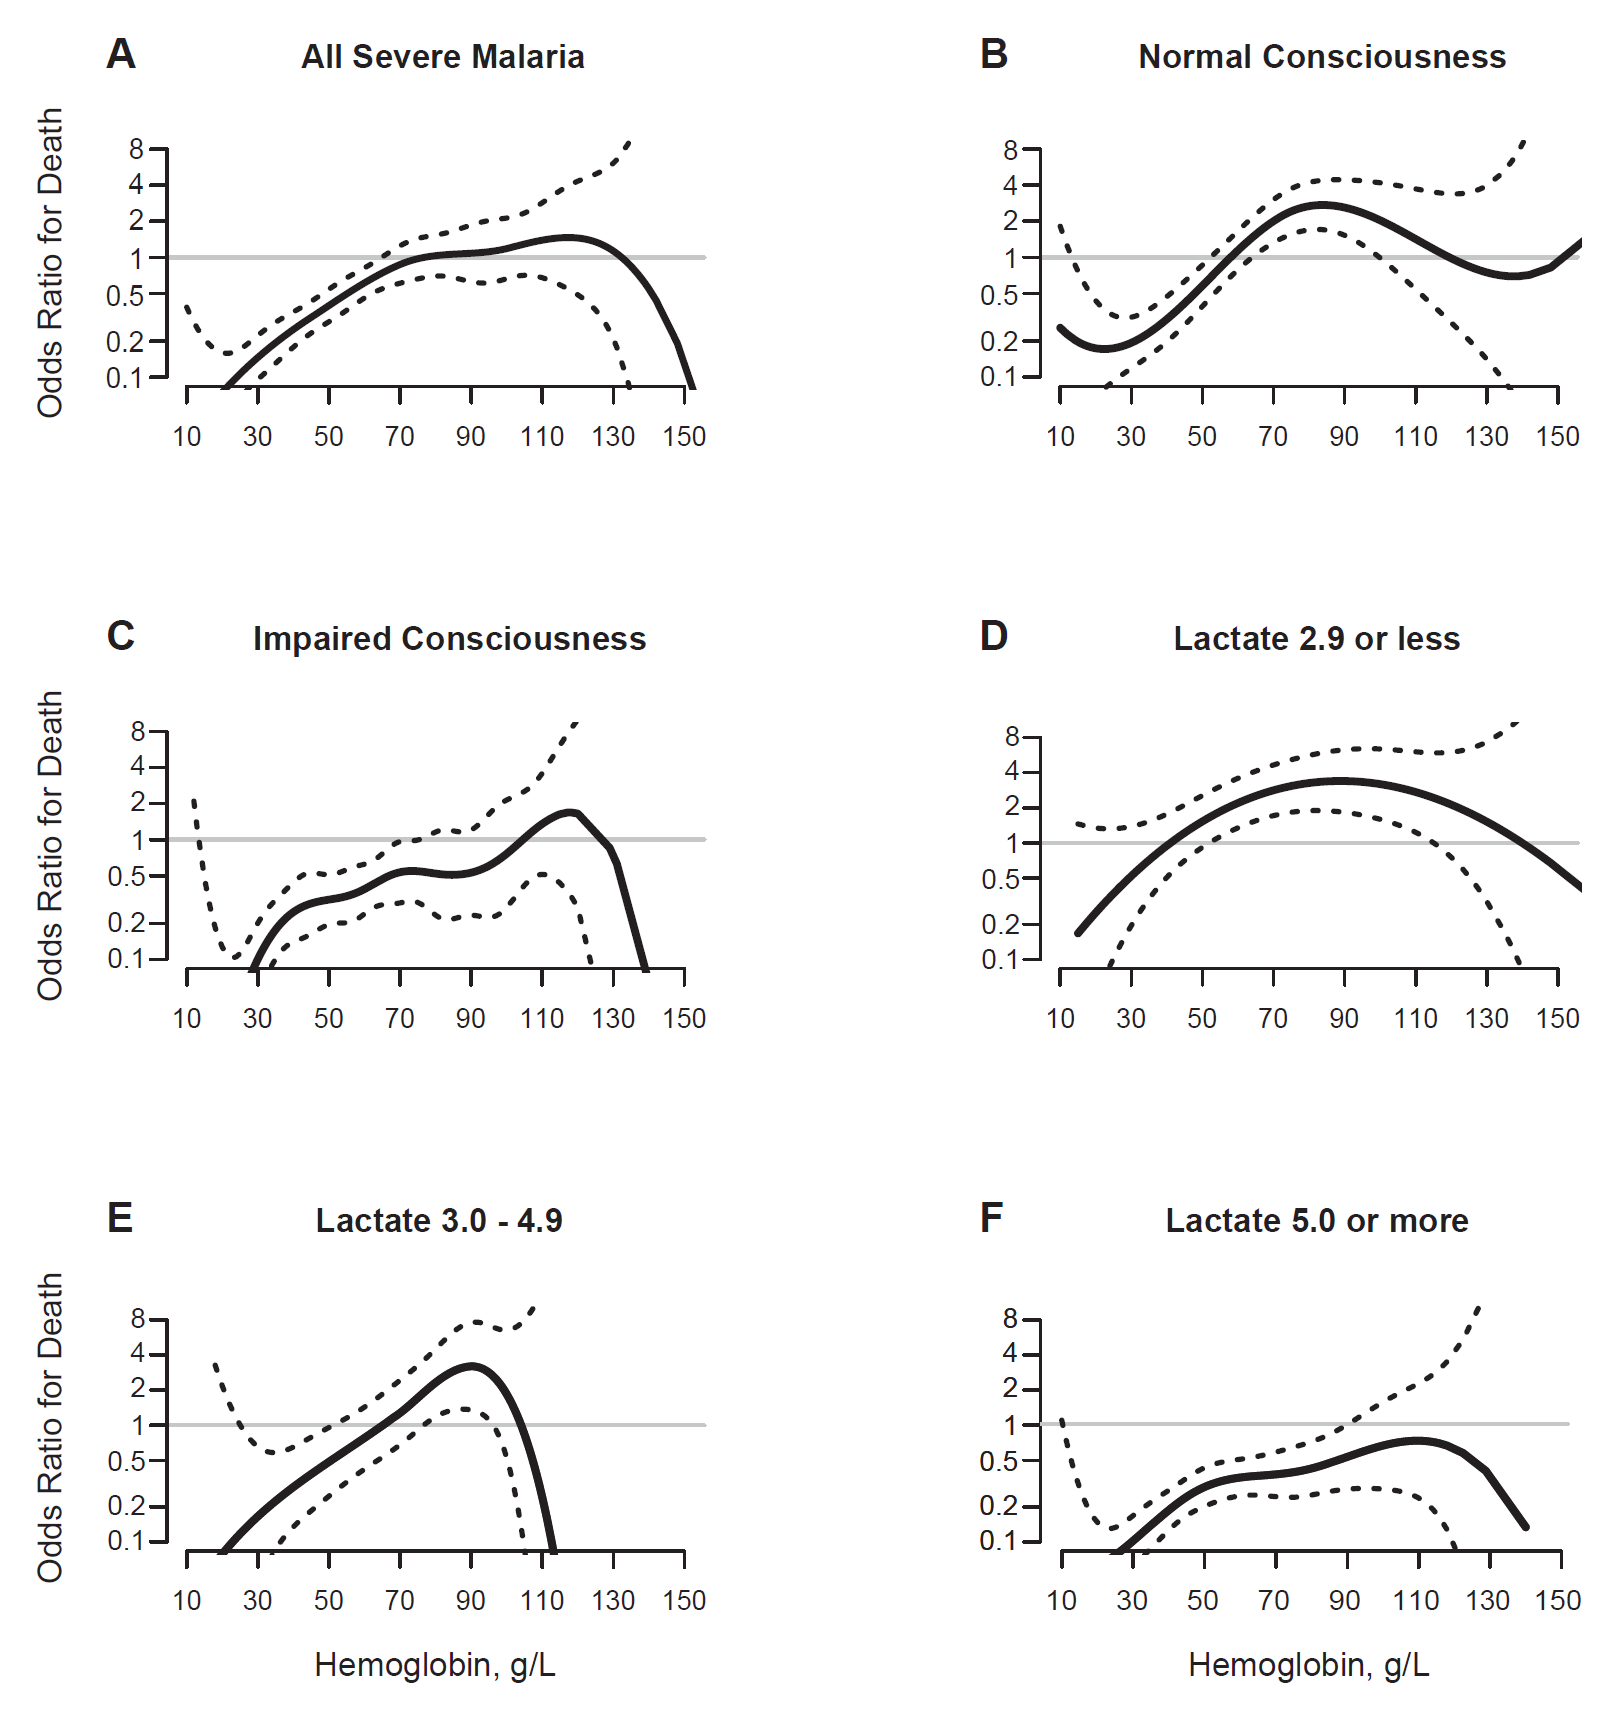 A All Severe Malaria
Odds Ratio for Death
8
4
2
1
0.5
0.2
0.1
10 30 50 70 90 110 130 150
B Normal Consciousness
8
4
2
1
0.5
0.2
0.1
10 30 50 70 90 110 130 150
C Impaired Consciousness
Odds Ratio for Death
8
4
2
1
0.5
0.2
0.1
10 30 50 70 90 110 130 150
D Lactate 2.9 or less
8
4
2
1
0.5
0.2
0.1
10 30 50 70 90 110 130 150
E Lactate 3.0 - 4.9
Odds Ratio for Death
8
4
2
1
0.5
0.2
0.1
10 30 50 70 90 110 130 150
Hemoglobin, g/L
F Lactate 5.0 or more
8
4
2
1
0.5
0.2
0.1
10 30 50 70 90 110 130 150
Hemoglobin, g/L